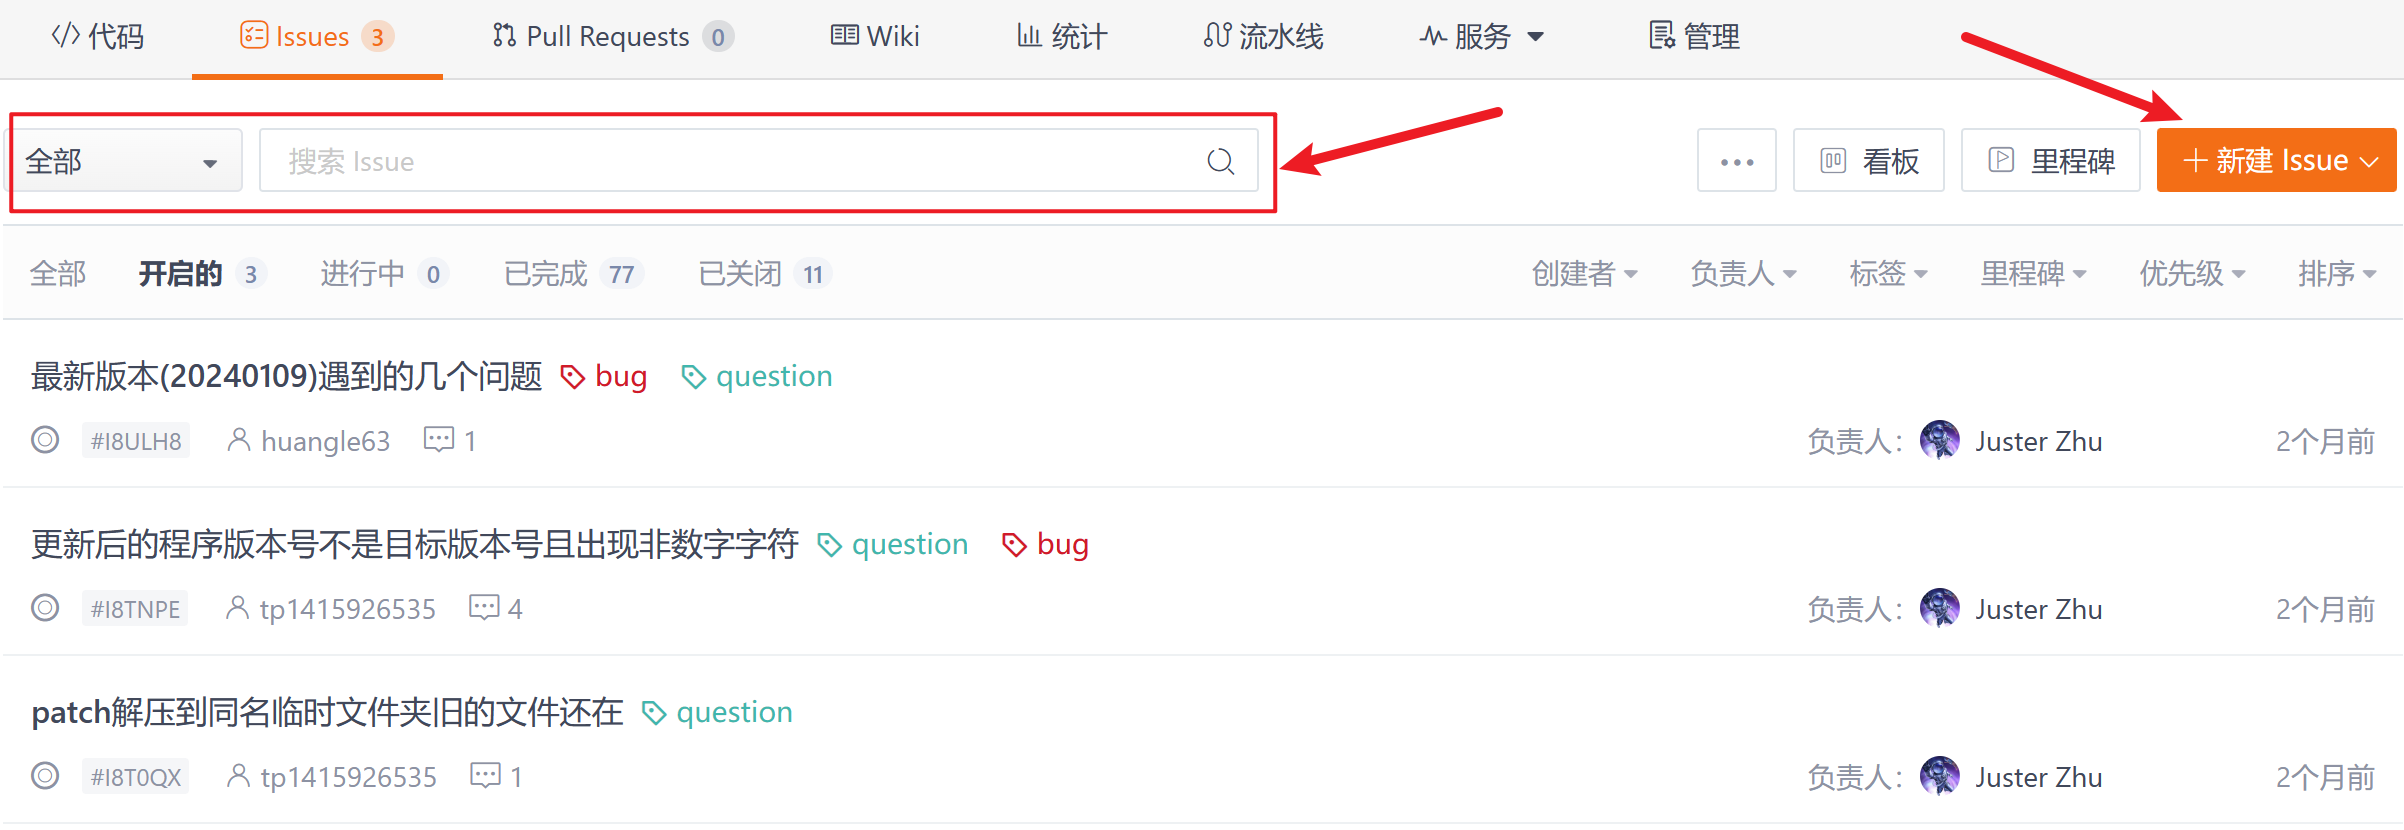 代码 Issues 3 Pull Requests 0 Wiki 统计 流水线 服务 管理
全部 搜索 Issue ... 看板 里程碑 + 新建 Issue
全部 开启的 3 进行中 0 已完成 77 已关闭 11 创建者 负责人 标签 里程碑 优先级 排序
最新版本(20240109)遇到的几个问题 bug question
#I8ULH8 huangle63 1 负责人: Juster Zhu 2个月前
更新后的程序版本号不是目标版本号且出现非数字字符 question bug
#I8TNPE tp1415926535 4 负责人: Juster Zhu 2个月前
patch解压到同名临时文件夹旧的文件还在 question
#I8T0QX tp1415926535 1 负责人: Juster Zhu 2个月前